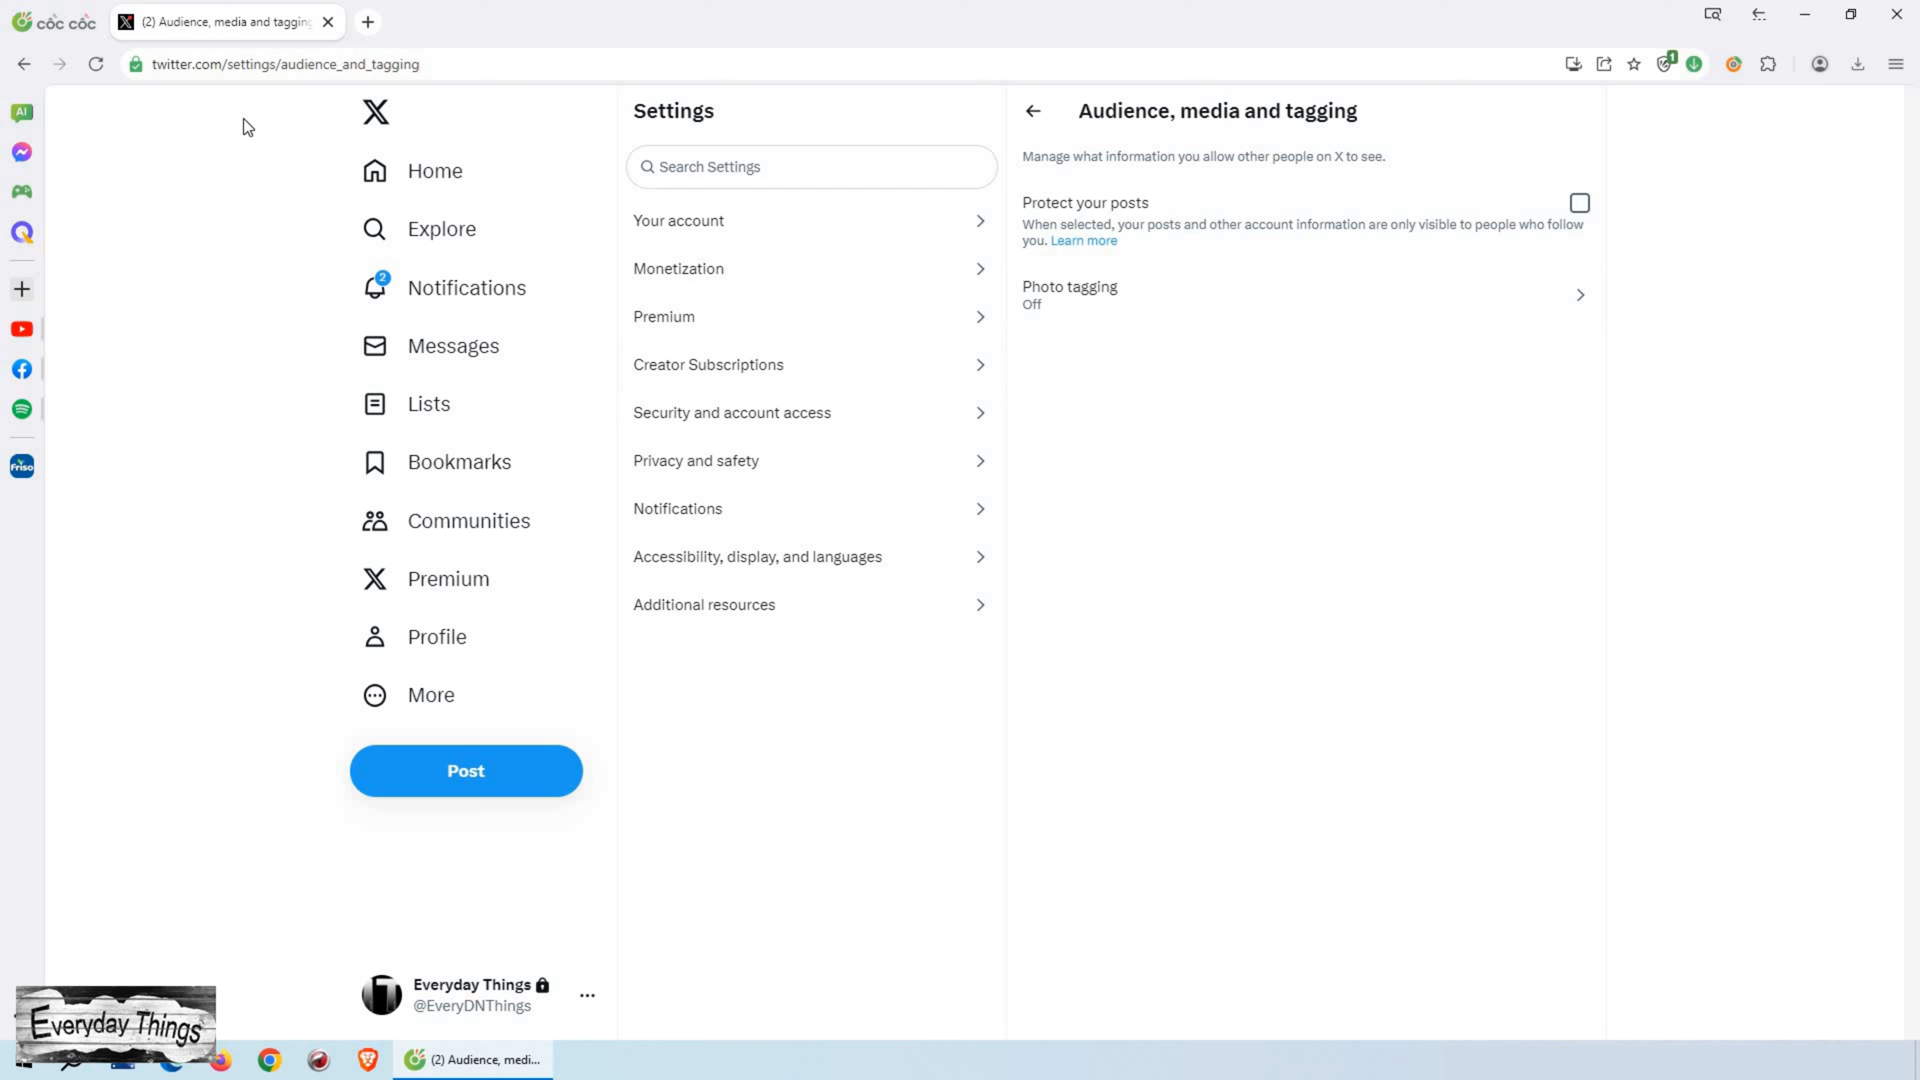 cốc cốc
(2) Audience, media and tagging
twitter.com/settings/audience_and_tagging
1
AI
Friso
Home
Explore
2
Notifications
Messages
Lists
Bookmarks
Communities
Premium
Profile
More
Post
Everyday Things
@EveryDNThings
Settings
Search Settings
Your account
Monetization
Premium
Creator Subscriptions
Security and account access
Privacy and safety
Notifications
Accessibility, display, and languages
Additional resources
Audience, media and tagging
Manage what information you allow other people on X to see.
Protect your posts
When selected, your posts and other account information are only visible to people who follow
you. Learn more
Photo tagging
Off
Everyday Things
(2) Audience, medi...